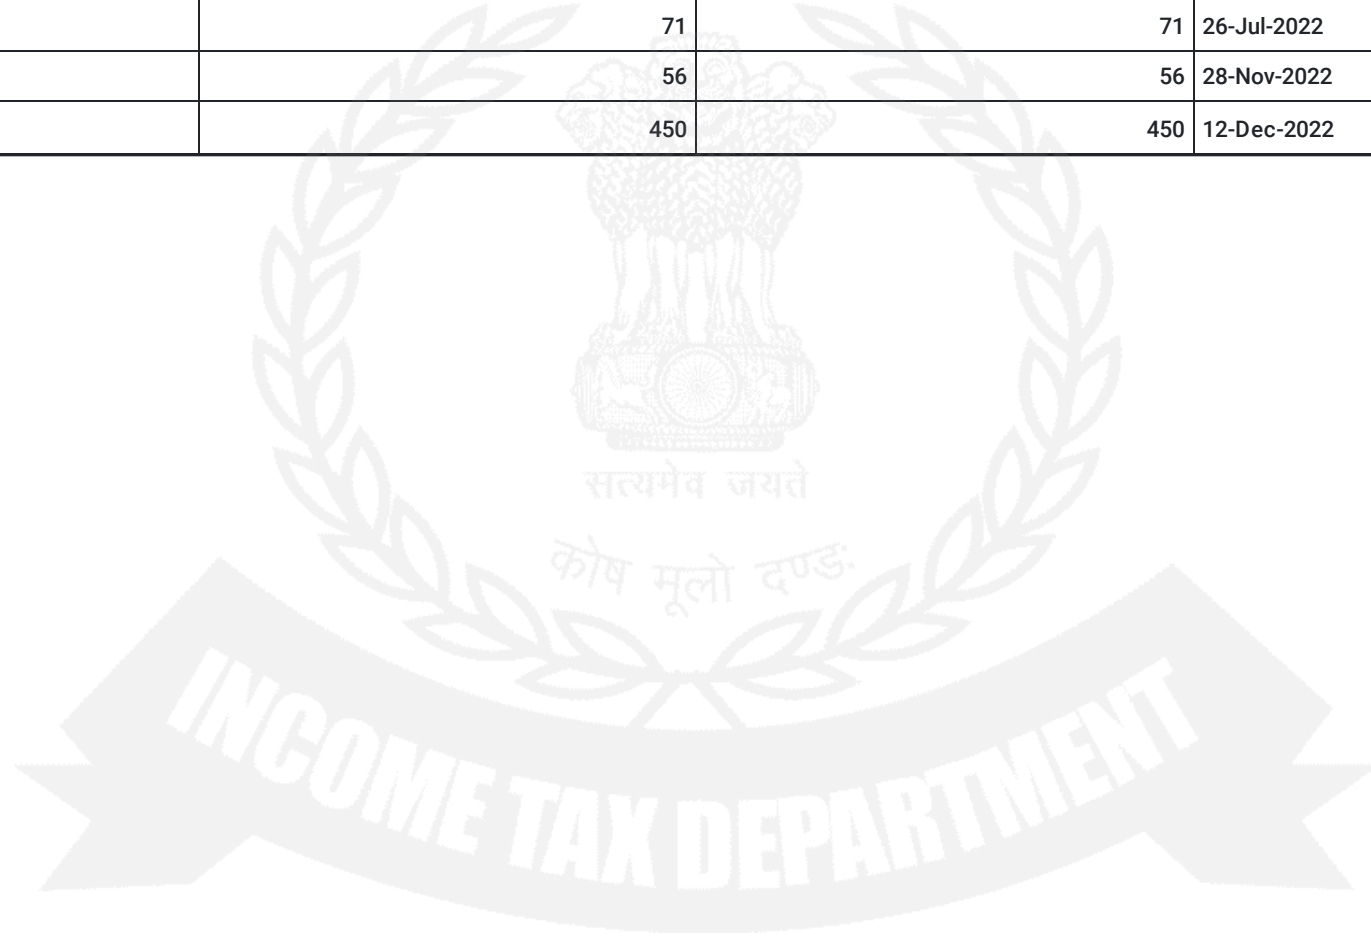 71 71 26-Jul-2022
56 56 28-Nov-2022
450 450 12-Dec-2022
सत्यमेव जयते
कोष मूलो दण्डः
INCOME TAX DEPARTMENT